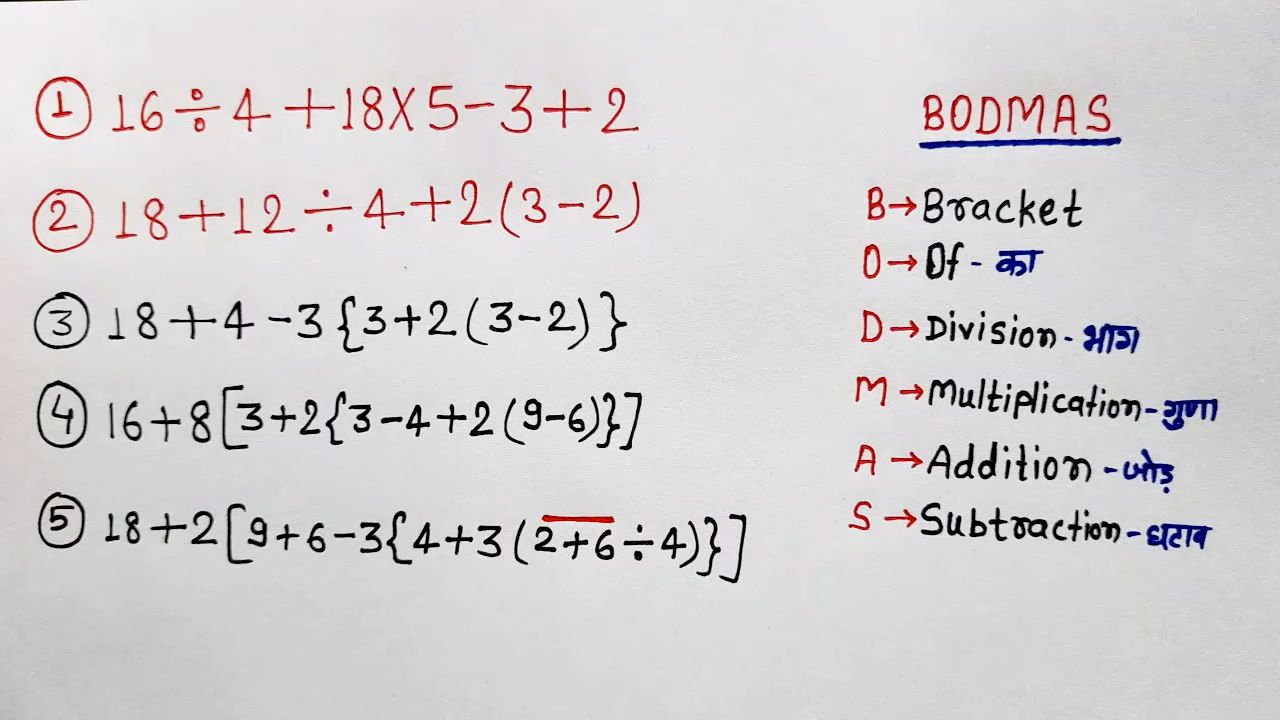 ① 16÷4+18×5-3+2
② 18+12÷4+2(3-2)
③ 18+4-3{3+2(3-2)}
④ 16+8[3+2{3-4+2(9-6)}]
⑤ 18+2[9+6-3{4+3(2̅+̅6̅÷4)}]
BODMAS
B→Bracket
O→Of- का
D→Division- भाग
M→Multiplication-गुणा
A→Addition-जोड़
S→Subtraction-घटाव